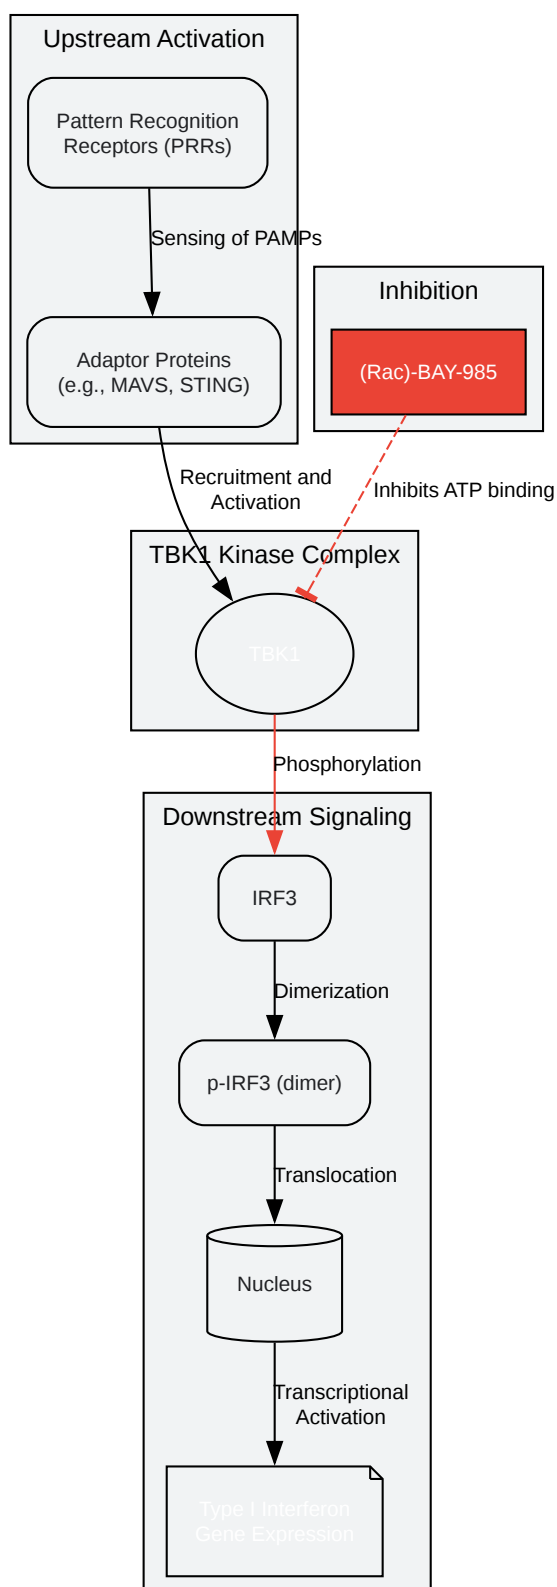 Upstream Activation
Pattern Recognition
Receptors (PRRs)
Sensing of PAMPs
Adaptor Proteins
(e.g., MAVS, STING)
Inhibition
(Rac)-BAY-985
Recruitment and
Activation
Inhibits ATP binding
TBK1 Kinase Complex
TBK1
Phosphorylation
Downstream Signaling
IRF3
Dimerization
p-IRF3 (dimer)
Translocation
Nucleus
Transcriptional
Activation
Type I Interferon
Gene Expression